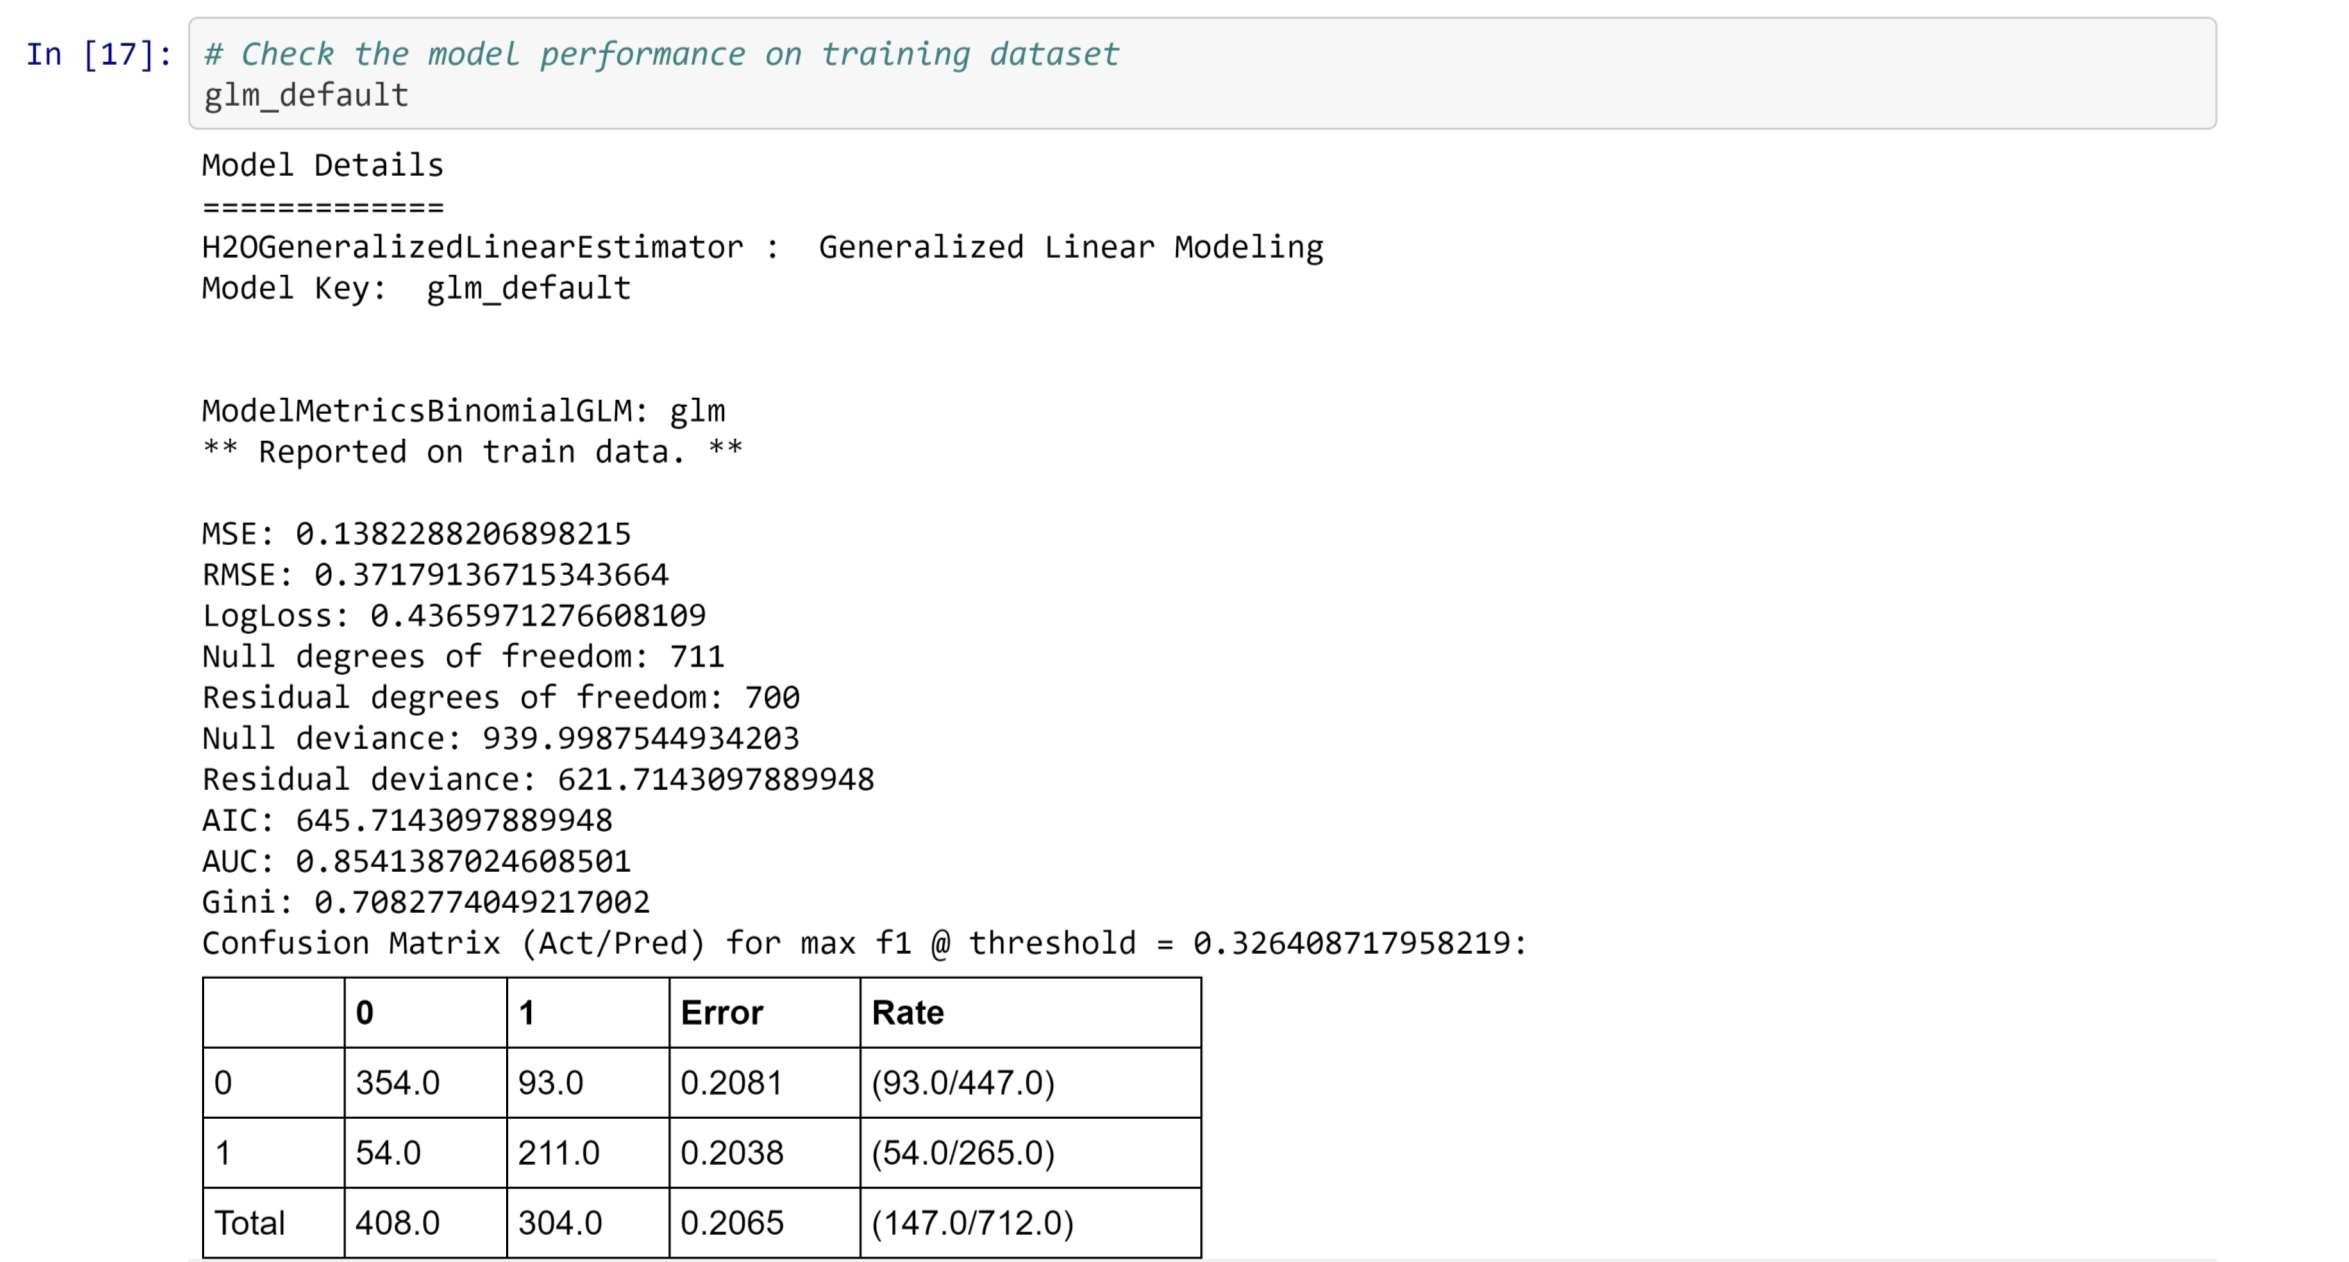 In [17]:
# Check the model performance on training dataset
glm_default
Model Details
=============
H2OGeneralizedLinearEstimator :  Generalized Linear Modeling
Model Key:  glm_default
ModelMetricsBinomialGLM: glm
** Reported on train data. **
MSE: 0.1382288206898215
RMSE: 0.37179136715343664
LogLoss: 0.4365971276608109
Null degrees of freedom: 711
Residual degrees of freedom: 700
Null deviance: 939.9987544934203
Residual deviance: 621.7143097889948
AIC: 645.7143097889948
AUC: 0.8541387024608501
Gini: 0.7082774049217002
Confusion Matrix (Act/Pred) for max f1 @ threshold = 0.326408717958219:
0 1 Error Rate
0 354.0 93.0 0.2081 (93.0/447.0)
1 54.0 211.0 0.2038 (54.0/265.0)
Total 408.0 304.0 0.2065 (147.0/712.0)